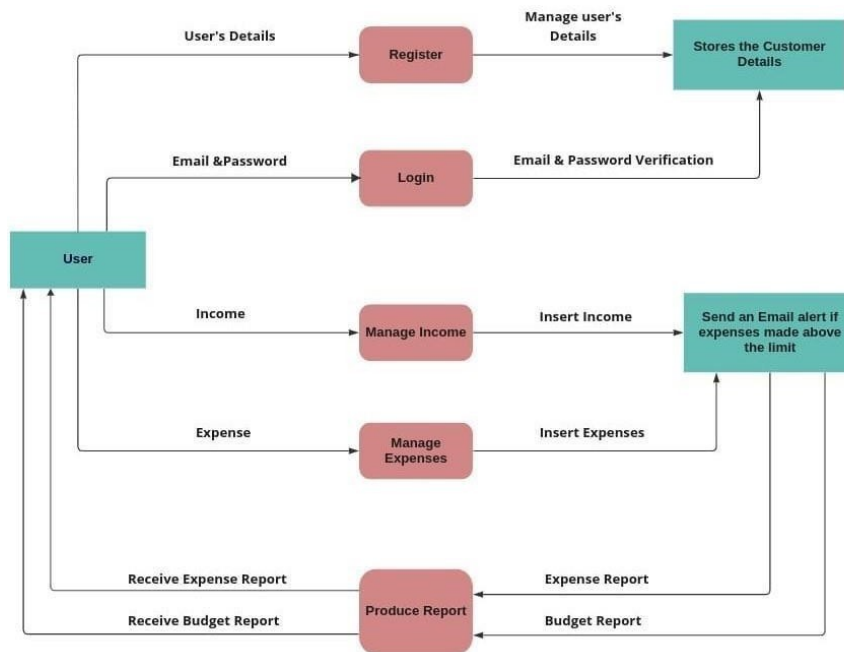 User's Details
Register
Manage user's
Details
Stores the Customer
Details
Email &Password
Login
Email & Password Verification
User
Income
Manage Income
Insert Income
Send an Email alert if
expenses made above
the limit
Expense
Manage
Expenses
Insert Expenses
Receive Expense Report
Expense Report
Produce Report
Receive Budget Report
Budget Report